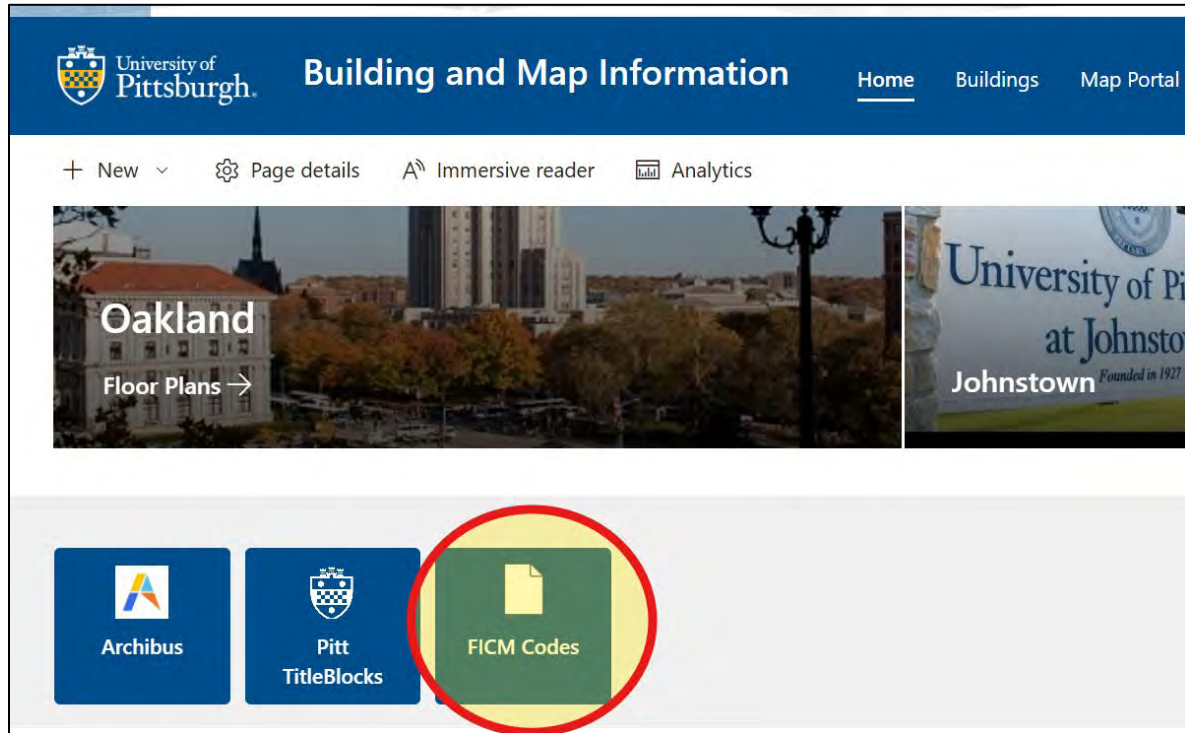 University of
Pittsburgh.
Building and Map Information
Home
Buildings
Map Portal
+ New
Page details
Immersive reader
Analytics
Oakland
Floor Plans →
University of Pi
at Johnsto
Founded in 1927
Johnstown
Archibus
Pitt
TitleBlocks
FICM Codes